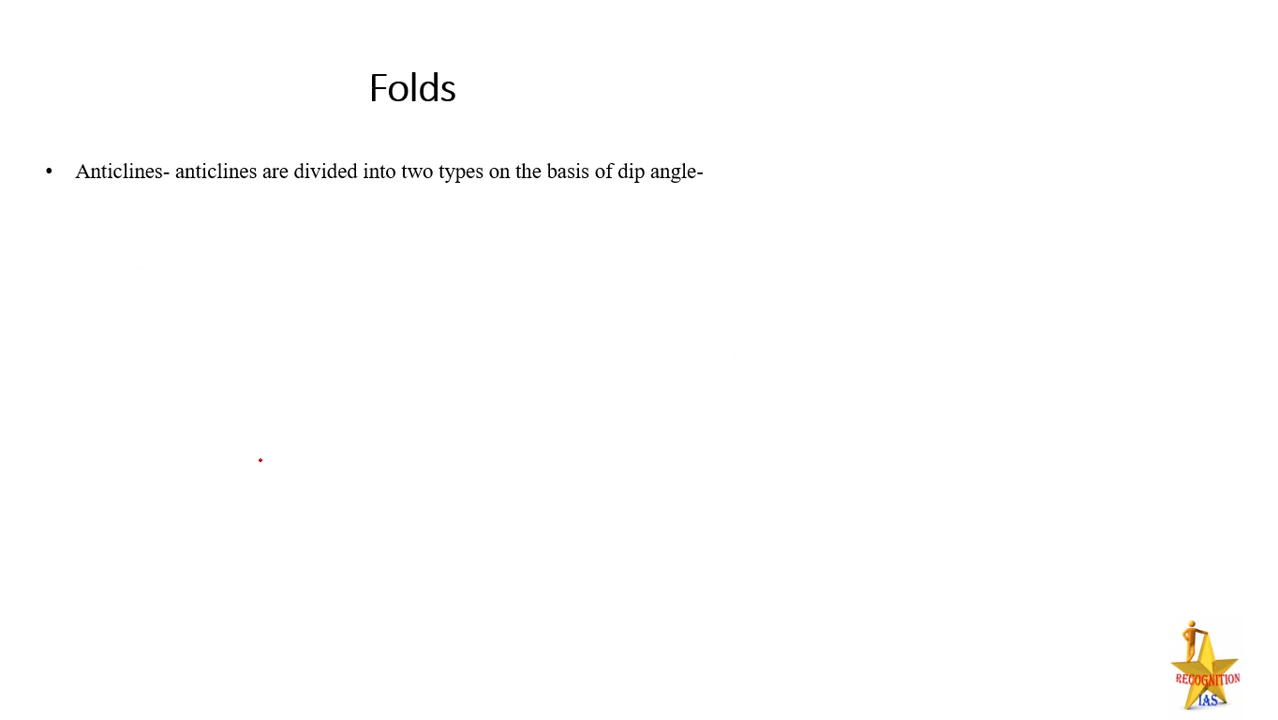 Folds
• Anticlines- anticlines are divided into two types on the basis of dip angle-
RECOGNITION
IAS